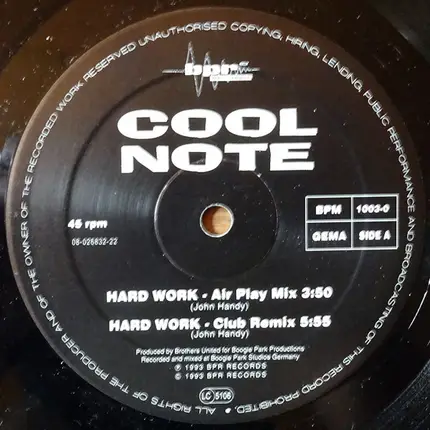 ALL RIGHTS OF THE PRODUCER AND OF THE OWNER OF THE RECORDED WORK RESERVED UNAUTHORISED COPYING, HIRING, LENDING, PUBLIC PERFORMANCE AND BROADCASTING OF THIS RECORD PROHIBITED.
bpr
COOL
NOTE
45 rpm
08-025832-22
BPM 1003-0
GEMA SIDE A
HARD WORK - Air Play Mix 3:50
(John Handy)
HARD WORK - Club Remix 5:55
(John Handy)
Produced by Brothers United for Boogie Park Productions
Recorded and mixed at Boogie Park Studios Germany
℗ 1993 BPR RECORDS
© 1993 BPR RECORDS
LC 5106